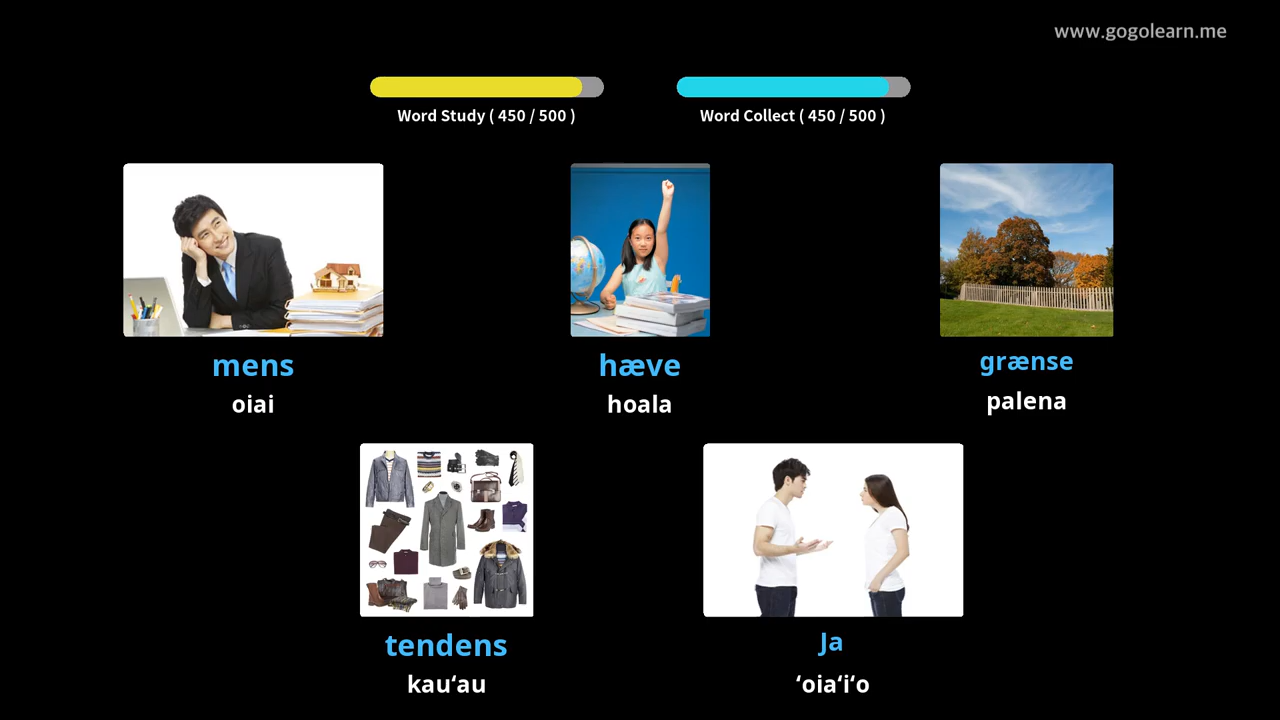 www.gogolearn.me
Word Study ( 450 / 500 )
Word Collect ( 450 / 500 )
mens
oiai
hæve
hoala
grænse
palena
tendens
kauʻau
Ja
ʻoiaʻiʻo